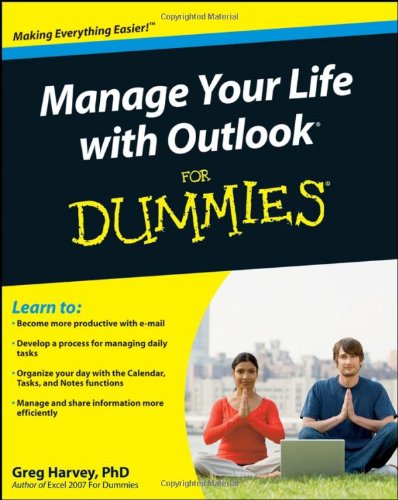 Making Everything Easier!™
Copyrighted Material
Manage Your Life
with Outlook®
FOR
DUMMIES®
Learn to:
• Become more productive with e-mail
• Develop a process for managing daily
tasks
• Organize your day with the Calendar,
Tasks, and Notes functions
• Manage and share information more
efficiently
Greg Harvey, PhD
Author of Excel 2007 For Dummies
Copyrighted Material